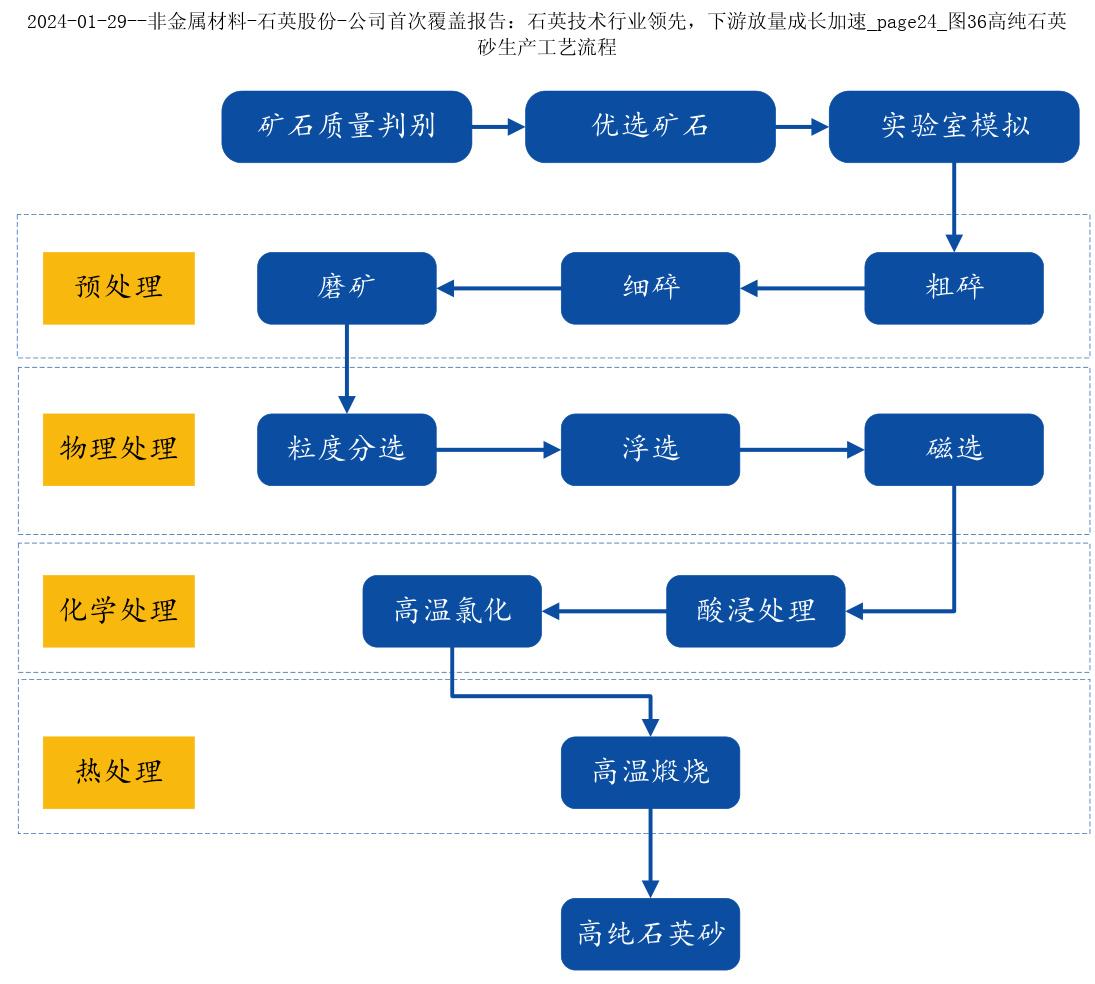 2024-01-29--非金属材料-石英股份-公司首次覆盖报告：石英技术行业领先，下游放量成长加速_page24_图36高纯石英
砂生产工艺流程
矿石质量判别
优选矿石
实验室模拟
预处理
磨矿
细碎
粗碎
物理处理
粒度分选
浮选
磁选
化学处理
高温氯化
酸浸处理
热处理
高温煅烧
高纯石英砂